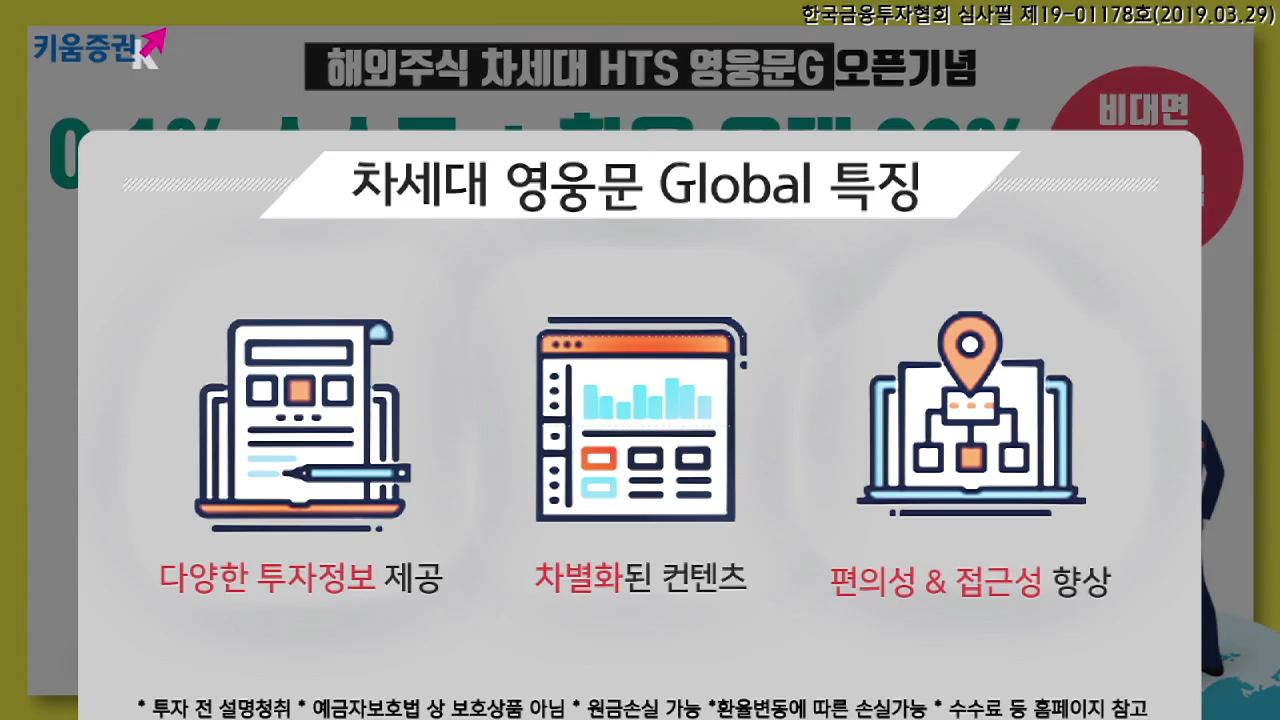 한국금융투자협회 심사필 제19-01178호(2019.03.29)
키움증권
해외주식 차세대 HTS 영웅문G 오픈기념
비대면
차세대 영웅문 Global 특징
다양한 투자정보 제공
차별화된 컨텐츠
편의성 & 접근성 향상
* 투자 전 설명청취 * 예금자보호법 상 보호상품 아님 * 원금손실 가능 *환율변동에 따른 손실가능 * 수수료 등 홈페이지 참고